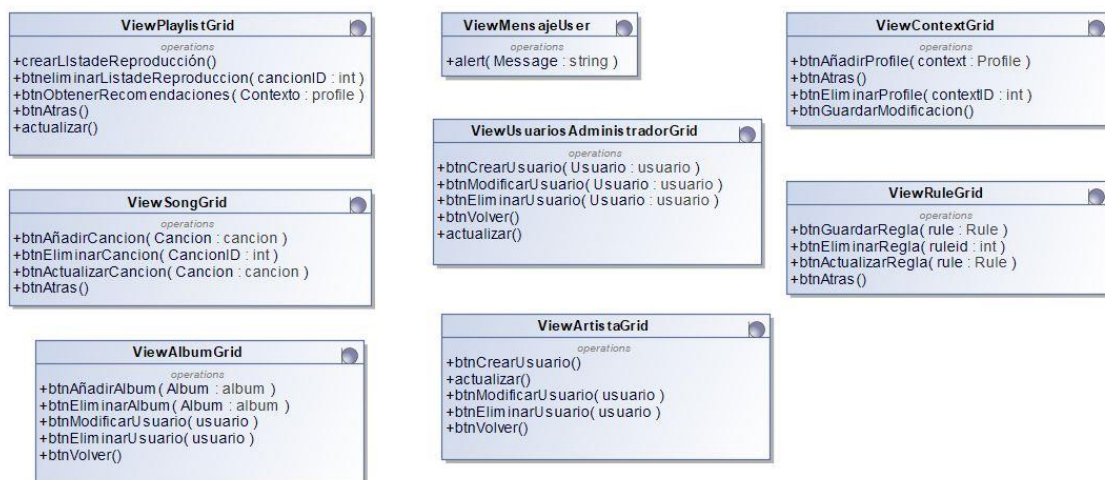 ViewPlaylistGrid
operations
+crearLIstadeReproducción()
+btneliminarListadeReproduccion( cancionID : int )
+btnObtenerRecomendaciones( Contexto : profile )
+btnAtras()
+actualizar()
ViewSongGrid
operations
+btnAñadirCancion( Cancion : cancion )
+btnEliminarCancion( CancionID : int )
+btnActualizarCancion( Cancion : cancion )
+btnAtras()
ViewAlbumGrid
operations
+btnAñadirAlbum( Album : album )
+btnEliminarAlbum( Album : album )
+btnModificarUsuario( usuario )
+btnEliminarUsuario( usuario )
+btnVolver()
ViewMensajeUser
operations
+alert( Message : string )
ViewUsuariosAdministradorGrid
operations
+btnCrearUsuario( Usuario : usuario )
+btnModificarUsuario( Usuario : usuario )
+btnEliminarUsuario( Usuario : usuario )
+btnVolver()
+actualizar()
ViewArtistaGrid
operations
+btnCrearUsuario()
+actualizar()
+btnModificarUsuario( usuario )
+btnEliminarUsuario( usuario )
+btnVolver()
ViewContextGrid
operations
+btnAñadirProfile( context : Profile )
+btnAtras()
+btnEliminarProfile( contextID : int )
+btnGuardarModificacion()
ViewRuleGrid
operations
+btnGuardarRegla( rule : Rule )
+btnEliminarRegla( ruleid : int )
+btnActualizarRegla( rule : Rule )
+btnAtras()